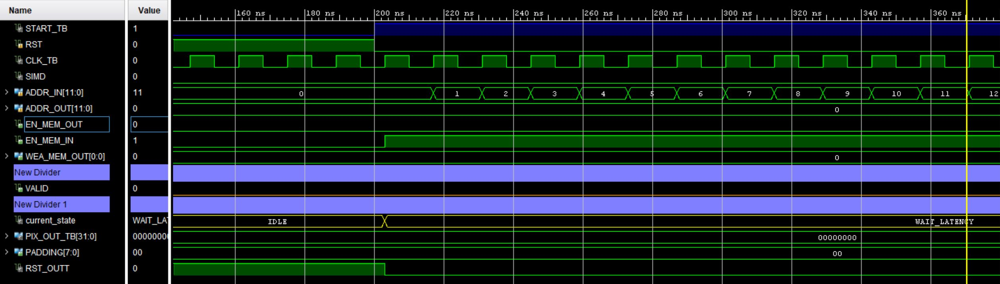 Name Value 160 ns 180 ns 200 ns 220 ns 240 ns 260 ns 280 ns 300 ns 320 ns 340 ns 360 ns
START_TB 1
RST 0
CLK_TB 0
SIMD 0
ADDR_IN[11:0] 11 0 1 2 3 4 5 6 7 8 9 10 11 12
ADDR_OUT[11:0] 0 0
EN_MEM_OUT 0
EN_MEM_IN 1
WEA_MEM_OUT[0:0] 0 0
New Divider
VALID 0
New Divider 1
current_state WAIT_LA IDLE WAIT_LATENCY
PIX_OUT_TB[31:0] 0000000 00000000
PADDING[7:0] 00 00
RST_OUTT 0